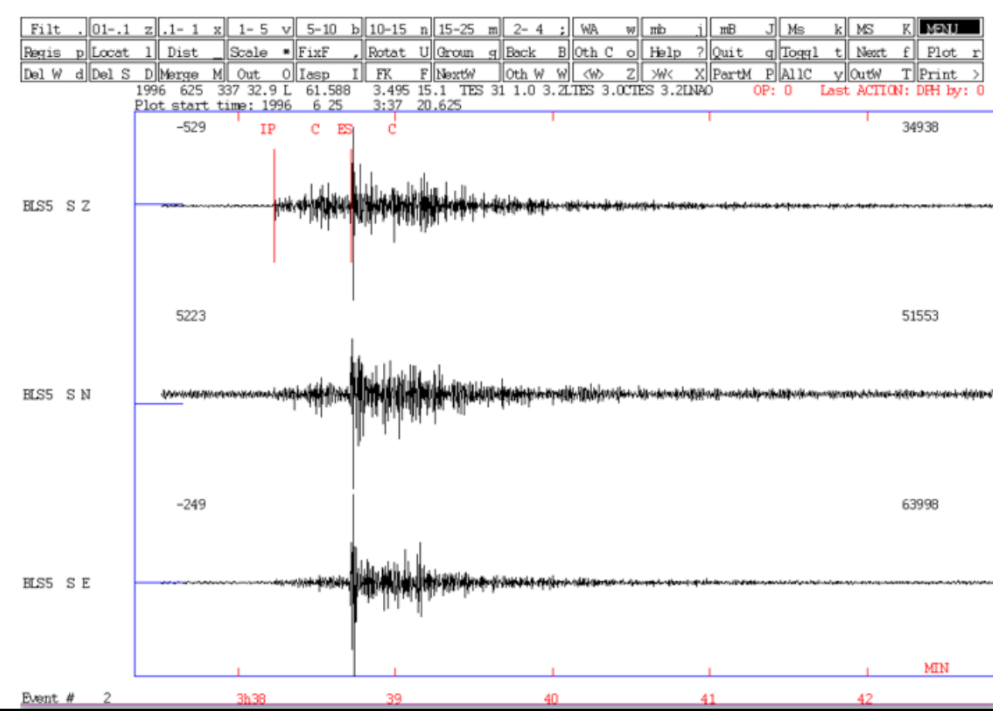 Filt . 01-.1 z .1- 1 x 1- 5 v 5-10 b 10-15 n 15-25 m 2- 4 ; WA w mb j mB J Ms k MS K MENU
Regis p Locat l Dist _ Scale * FixF , Rotat U Groun g Back B Oth C o Help ? Quit q Toggl t Next f Plot r
Del W d Del S D Merge M Out O Iasp I FK F NextW Oth W W <W> Z >W< X PartM P AllC y OutW T Print >
1996 625 337 32.9 L 61.588 3.495 15.1 TES 31 1.0 3.2LTES 3.0CTES 3.2LNAO OP: 0 Last ACTION: DPH by: 0
Plot start time: 1996 6 25 3:37 20.625
-529 IP C ES C 34938
BLS5 S Z
5223 51553
BLS5 S N
-249 63998
BLS5 S E
MIN
Event # 2 3h38 39 40 41 42